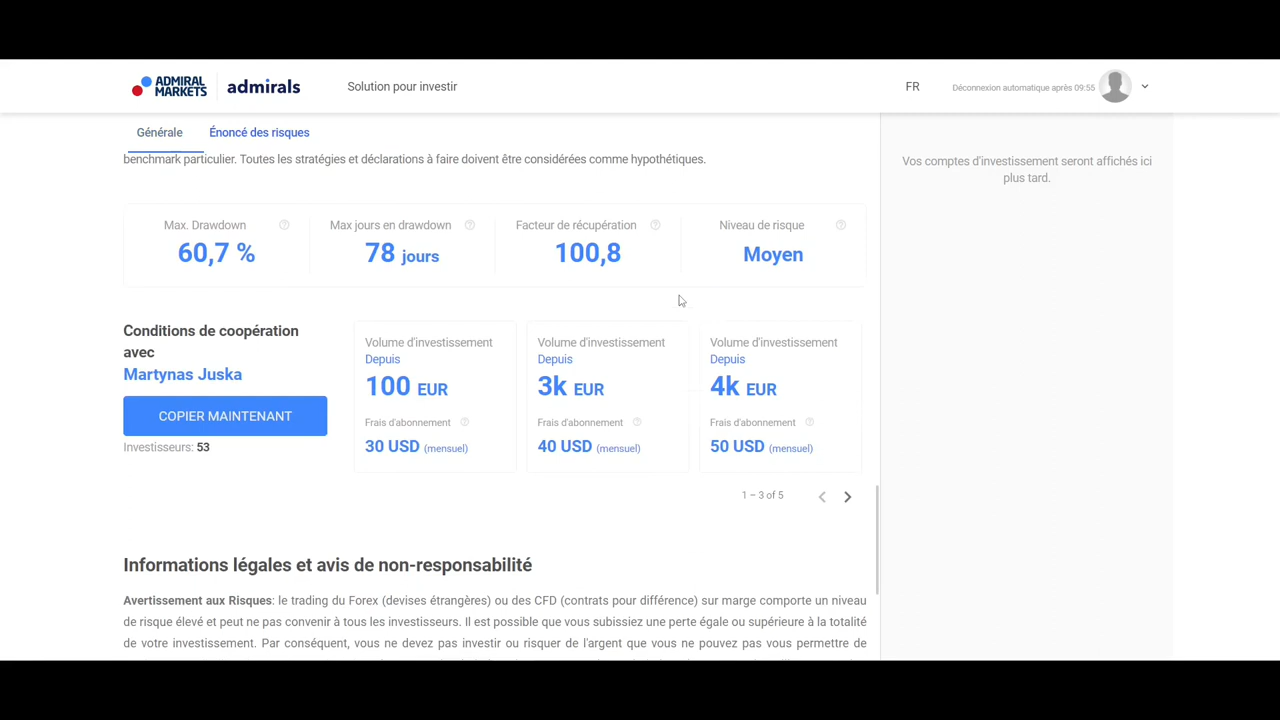 ADMIRAL MARKETS
admirals
Solution pour investir
FR
Déconnexion automatique après 09:55
Générale
Énoncé des risques
benchmark particulier. Toutes les stratégies et déclarations à faire doivent être considérées comme hypothétiques.
Vos comptes d'investissement seront affichés ici
plus tard.
Max. Drawdown
60,7 %
Max jours en drawdown
78 jours
Facteur de récupération
100,8
Niveau de risque
Moyen
Conditions de coopération
avec
Martynas Juska
COPIER MAINTENANT
Investisseurs: 53
Volume d'investissement
Depuis
100 EUR
Frais d'abonnement
30 USD (mensuel)
Volume d'investissement
Depuis
3k EUR
Frais d'abonnement
40 USD (mensuel)
Volume d'investissement
Depuis
4k EUR
Frais d'abonnement
50 USD (mensuel)
1 – 3 of 5
Informations légales et avis de non-responsabilité
Avertissement aux Risques: le trading du Forex (devises étrangères) ou des CFD (contrats pour différence) sur marge comporte un niveau
de risque élevé et peut ne pas convenir à tous les investisseurs. Il est possible que vous subissiez une perte égale ou supérieure à la totalité
de votre investissement. Par conséquent, vous ne devez pas investir ou risquer de l'argent que vous ne pouvez pas vous permettre de